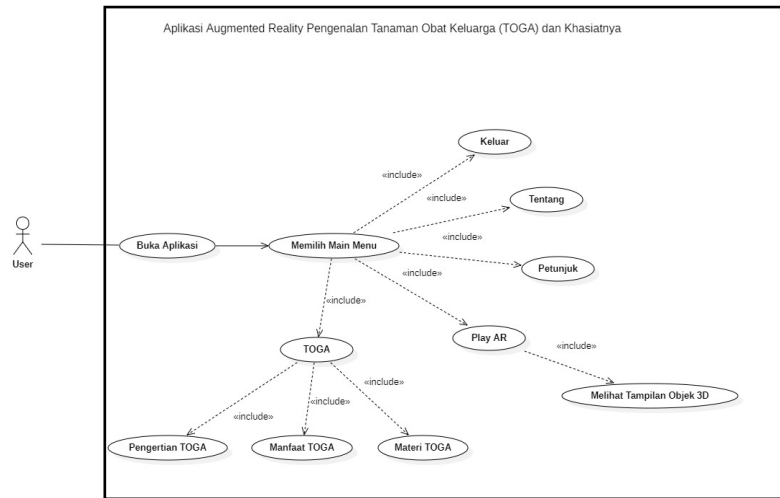 Aplikasi Augmented Reality Pengenalan Tanaman Obat Keluarga (TOGA) dan Khasiatnya
Keluar
«include»
«include»
Tentang
«include»
User
Buka Aplikasi
Memilih Main Menu
Petunjuk
«include»
«include»
TOGA
Play AR
«include»
«include»
Melihat Tampilan Objek 3D
«include»
«include»
Pengertian TOGA
Manfaat TOGA
Materi TOGA